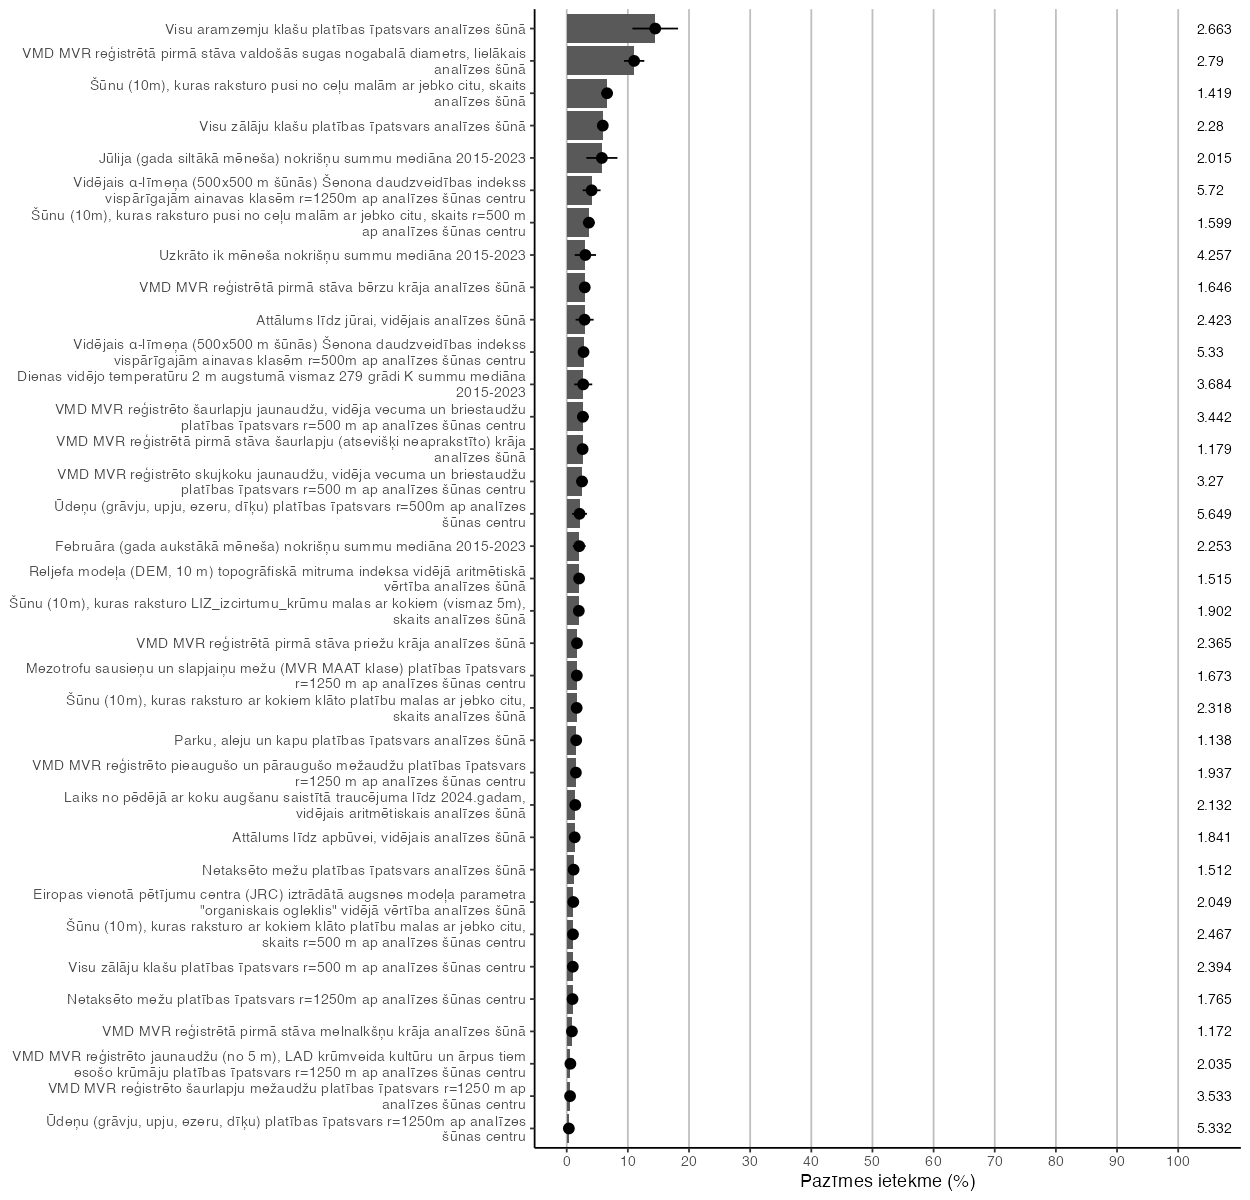 Visu aramzemju klašu platības īpatsvars analīzes šūnā 2.663
VMD MVR reģistrētā pirmā stāva valdošās sugas nogabalā diametrs, lielākais
analīzes šūnā 2.79
Šūnu (10m), kuras raksturo pusi no ceļu malām ar jebko citu, skaits
analīzes šūnā 1.419
Visu zālāju klašu platības īpatsvars analīzes šūnā 2.28
Jūlija (gada siltākā mēneša) nokrišņu summu mediāna 2015-2023 2.015
Vidējais α-līmeņa (500x500 m šūnās) Šenona daudzveidības indekss
vispārīgajām ainavas klasēm r=1250m ap analīzes šūnas centru 5.72
Šūnu (10m), kuras raksturo pusi no ceļu malām ar jebko citu, skaits r=500 m
ap analīzes šūnas centru 1.599
Uzkrāto ik mēneša nokrišņu summu mediāna 2015-2023 4.257
VMD MVR reģistrētā pirmā stāva bērzu krāja analīzes šūnā 1.646
Attālums līdz jūrai, vidējais analīzes šūnā 2.423
Vidējais α-līmeņa (500x500 m šūnās) Šenona daudzveidības indekss
vispārīgajām ainavas klasēm r=500m ap analīzes šūnas centru 5.33
Dienas vidējo temperatūru 2 m augstumā vismaz 279 grādi K summu mediāna
2015-2023 3.684
VMD MVR reģistrēto šaurlapju jaunaudžu, vidēja vecuma un briestaudžu
platības īpatsvars r=500 m ap analīzes šūnas centru 3.442
VMD MVR reģistrētā pirmā stāva šaurlapju (atsevišķi neaprakstīto) krāja
analīzes šūnā 1.179
VMD MVR reģistrēto skujkoku jaunaudžu, vidēja vecuma un briestaudžu
platības īpatsvars r=500 m ap analīzes šūnas centru 3.27
Ūdeņu (grāvju, upju, ezeru, dīķu) platības īpatsvars r=500m ap analīzes
šūnas centru 5.649
Februāra (gada aukstākā mēneša) nokrišņu summu mediāna 2015-2023 2.253
Reljefa modeļa (DEM, 10 m) topogrāfiskā mitruma indeksa vidējā aritmētiskā
vērtība analīzes šūnā 1.515
Šūnu (10m), kuras raksturo LIZ_izcirtumu_krūmu malas ar kokiem (vismaz 5m),
skaits analīzes šūnā 1.902
VMD MVR reģistrētā pirmā stāva priežu krāja analīzes šūnā 2.365
Mezotrofu sausieņu un slapjaiņu mežu (MVR MAAT klase) platības īpatsvars
r=1250 m ap analīzes šūnas centru 1.673
Šūnu (10m), kuras raksturo ar kokiem klāto platību malas ar jebko citu,
skaits analīzes šūnā 2.318
Parku, aleju un kapu platības īpatsvars analīzes šūnā 1.138
VMD MVR reģistrēto pieaugušo un pāraugušo mežaudžu platības īpatsvars
r=1250 m ap analīzes šūnas centru 1.937
Laiks no pēdējā ar koku augšanu saistītā traucējuma līdz 2024.gadam,
vidējais aritmētiskais analīzes šūnā 2.132
Attālums līdz apbūvei, vidējais analīzes šūnā 1.841
Netaksēto mežu platības īpatsvars analīzes šūnā 1.512
Eiropas vienotā pētījumu centra (JRC) iztrādātā augsnes modeļa parametra
"organiskais ogleklis" vidējā vērtība analīzes šūnā 2.049
Šūnu (10m), kuras raksturo ar kokiem klāto platību malas ar jebko citu,
skaits r=500 m ap analīzes šūnas centru 2.467
Visu zālāju klašu platības īpatsvars r=500 m ap analīzes šūnas centru 2.394
Netaksēto mežu platības īpatsvars r=1250m ap analīzes šūnas centru 1.765
VMD MVR reģistrētā pirmā stāva melnalkšņu krāja analīzes šūnā 1.172
VMD MVR reģistrēto jaunaudžu (no 5 m), LAD krūmveida kultūru un ārpus tiem
esošo krūmāju platības īpatsvars r=1250 m ap analīzes šūnas centru 2.035
VMD MVR reģistrēto šaurlapju mežaudžu platības īpatsvars r=1250 m ap
analīzes šūnas centru 3.533
Ūdeņu (grāvju, upju, ezeru, dīķu) platības īpatsvars r=1250m ap analīzes
šūnas centru 5.332
0 10 20 30 40 50 60 70 80 90 100
Pazīmes ietekme (%)